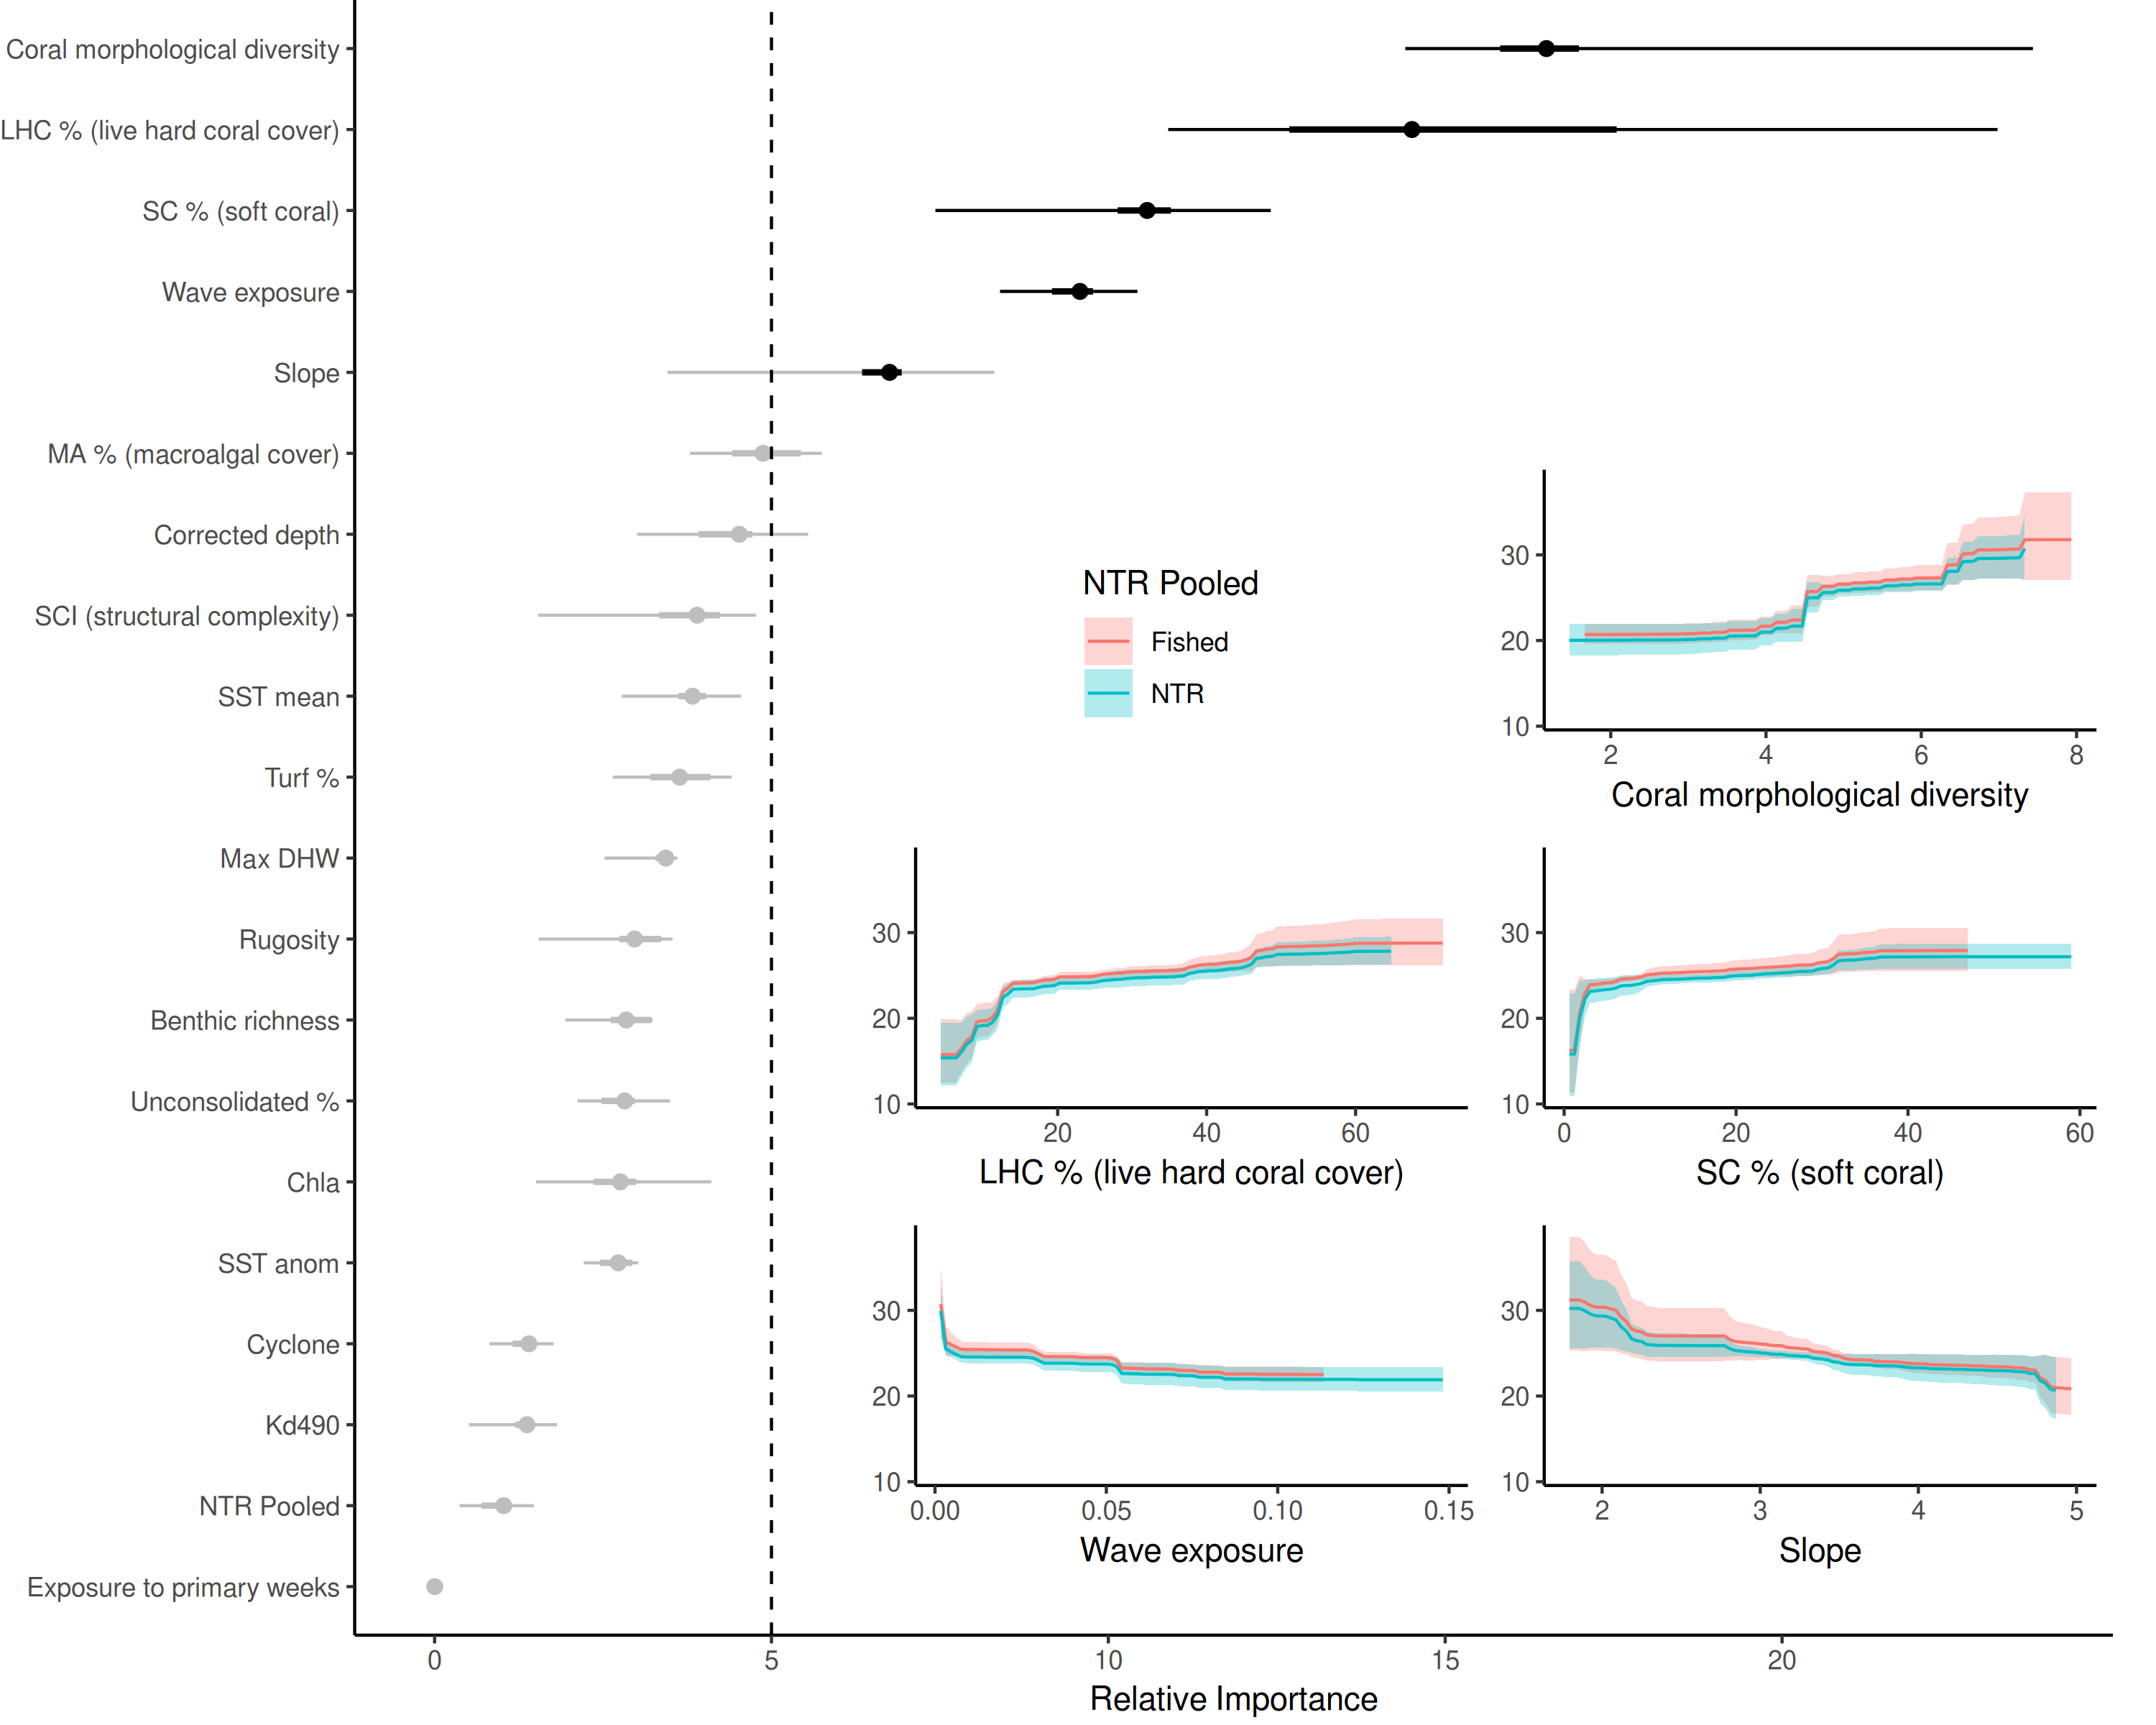 Coral morphological diversity
LHC % (live hard coral cover)
SC % (soft coral)
Wave exposure
Slope
MA % (macroalgal cover)
Corrected depth
SCI (structural complexity)
SST mean
Turf %
Max DHW
Rugosity
Benthic richness
Unconsolidated %
Chla
SST anom
Cyclone
Kd490
NTR Pooled
Exposure to primary weeks
0 5 10 15 20
Relative Importance
NTR Pooled
Fished
NTR
30
20
10
2 4 6 8
Coral morphological diversity
30
20
10
20 40 60
LHC % (live hard coral cover)
30
20
10
0 20 40 60
SC % (soft coral)
30
20
10
0.00 0.05 0.10 0.15
Wave exposure
30
20
10
2 3 4 5
Slope